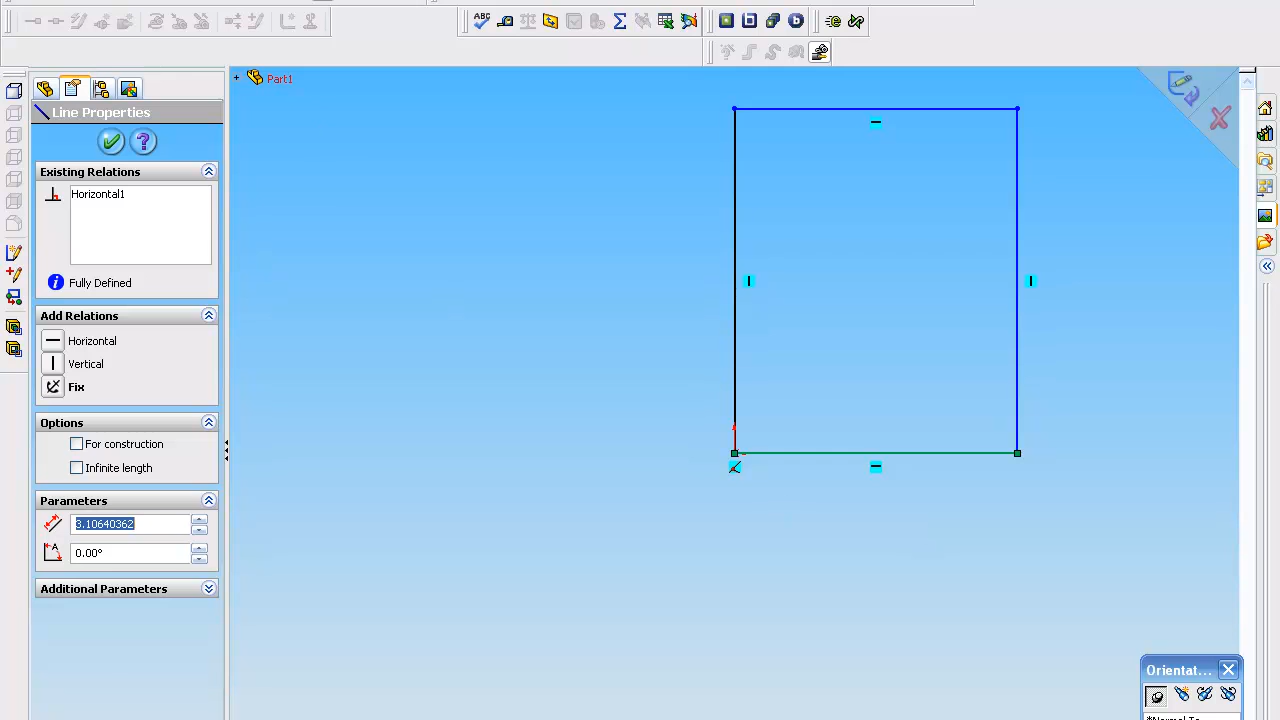 ABC
Part1
Line Properties
Existing Relations
Horizontal1
Fully Defined
Add Relations
Horizontal
Vertical
Fix
Options
For construction
Infinite length
Parameters
3.10640362
A
0.00°
Additional Parameters
Orientat...